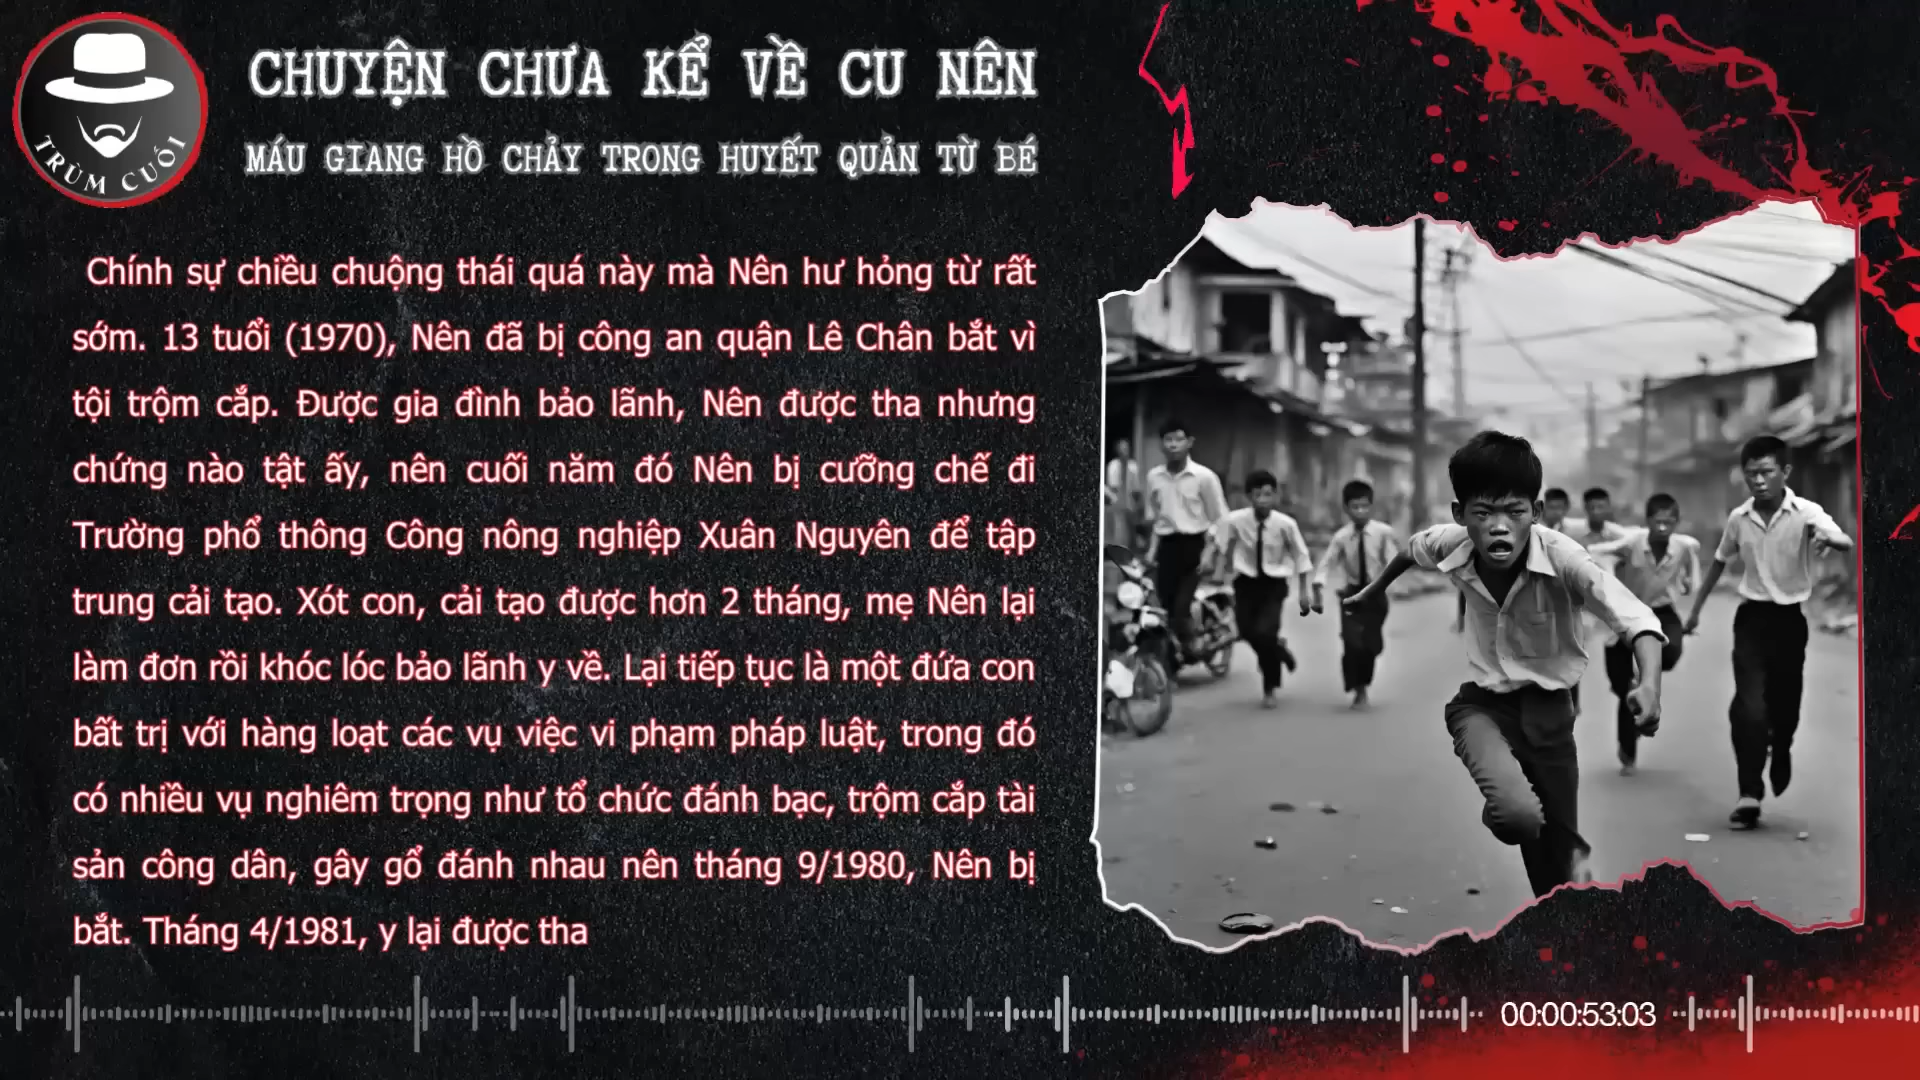 TRÙM CUỐI
CHUYỆN CHƯA KỂ VỀ CU NÊN
MÁU GIANG HỒ CHẢY TRONG HUYẾT QUẢN TỪ BÉ
Chính sự chiều chuộng thái quá này mà Nên hư hỏng từ rất
sớm. 13 tuổi (1970), Nên đã bị công an quận Lê Chân bắt vì
tội trộm cắp. Được gia đình bảo lãnh, Nên được tha nhưng
chứng nào tật ấy, nên cuối năm đó Nên bị cưỡng chế đi
Trường phổ thông Công nông nghiệp Xuân Nguyên để tập
trung cải tạo. Xót con, cải tạo được hơn 2 tháng, mẹ Nên lại
làm đơn rồi khóc lóc bảo lãnh y về. Lại tiếp tục là một đứa con
bất trị với hàng loạt các vụ việc vi phạm pháp luật, trong đó
có nhiều vụ nghiêm trọng như tổ chức đánh bạc, trộm cắp tài
sản công dân, gây gổ đánh nhau nên tháng 9/1980, Nên bị
bắt. Tháng 4/1981, y lại được tha
00:00:53:03